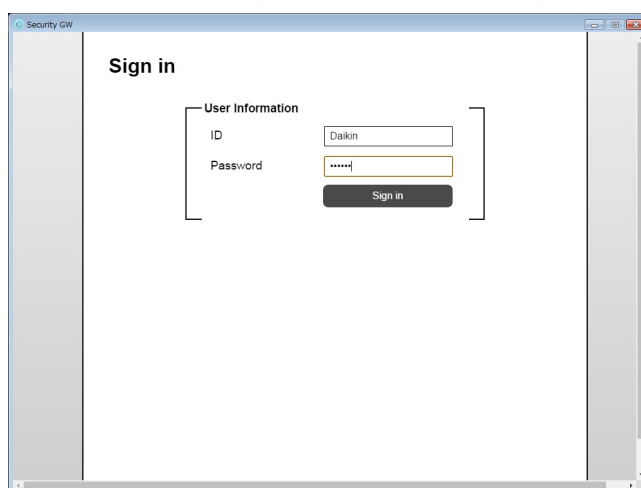 Security GW
Sign in
User Information
ID
Daikin
Password
••••••
Sign in